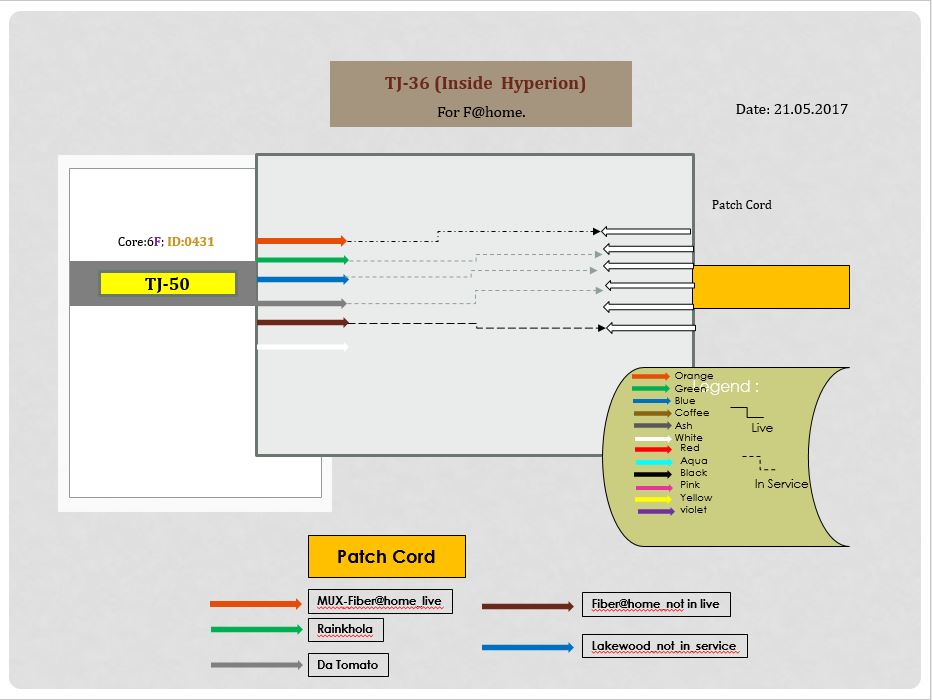 TJ-36 (Inside Hyperion)
For F@home.
Date: 21.05.2017
Patch Cord
Core:6F; ID:0431
TJ-50
Legend :
Orange
Green
Blue
Coffee
Ash
White
Red
Aqua
Black
Pink
Yellow
violet
Live
In Service
Patch Cord
MUX-Fiber@home_live
Fiber@home_not in live
Rainkhola
Lakewood_not_in_service
Da Tomato